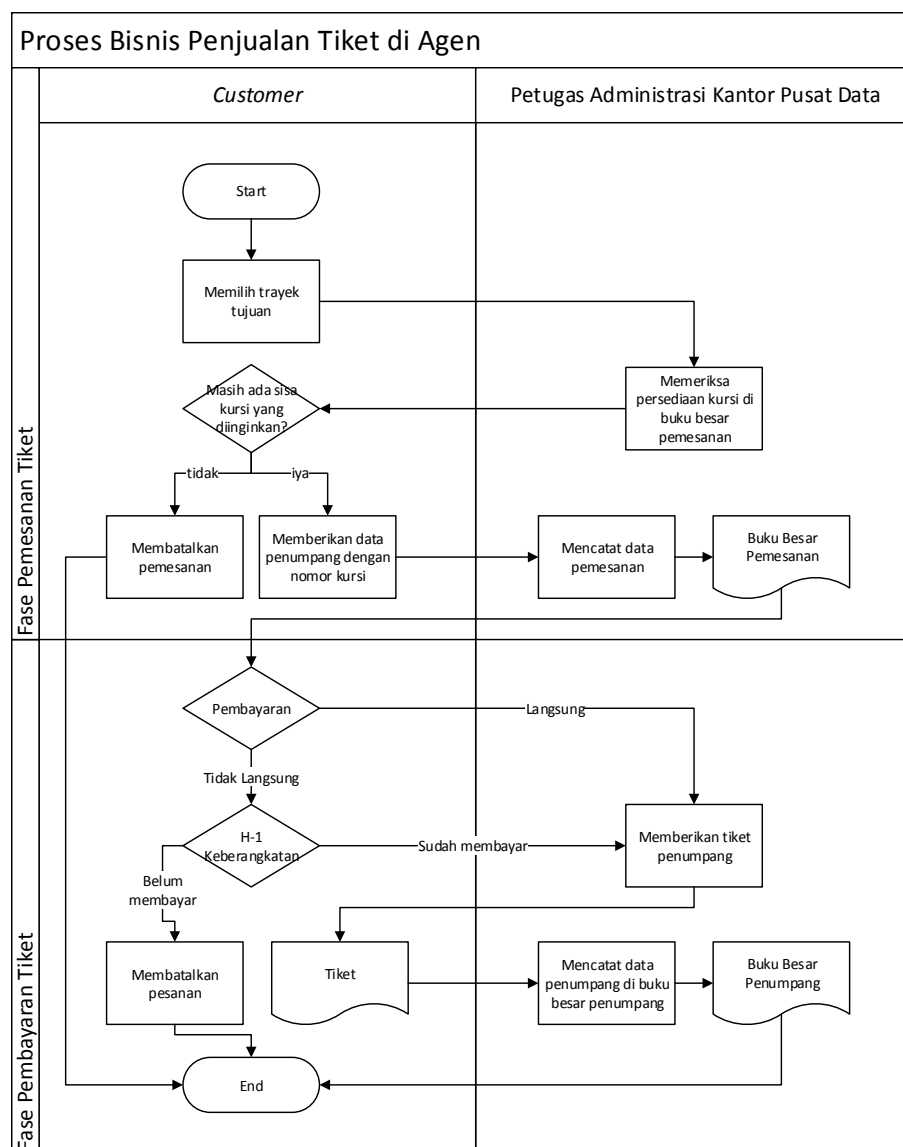 Proses Bisnis Penjualan Tiket di Agen
Customer
Petugas Administrasi Kantor Pusat Data
Fase Pemesanan Tiket
Start
Memilih trayek
tujuan
Memeriksa
persediaan kursi di
buku besar
pemesanan
Masih ada sisa
kursi yang
diinginkan?
tidak
iya
Membatalkan
pemesanan
Memberikan data
penumpang dengan
nomor kursi
Mencatat data
pemesanan
Buku Besar
Pemesanan
Fase Pembayaran Tiket
Pembayaran
Langsung
Tidak Langsung
H-1
Keberangkatan
Sudah membayar
Memberikan tiket
penumpang
Belum
membayar
Membatalkan
pesanan
Tiket
Mencatat data
penumpang di buku
besar penumpang
Buku Besar
Penumpang
End